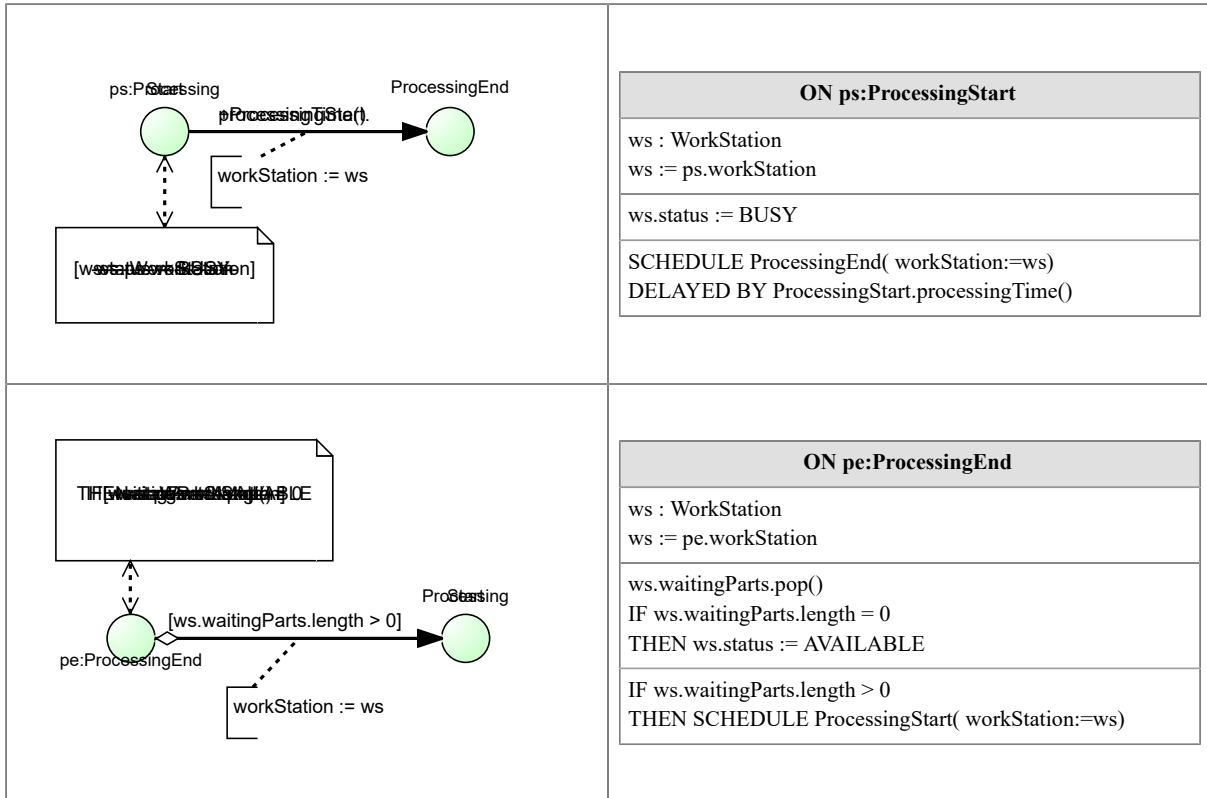 ProcessingEnd
workStation := ws
ON ps:ProcessingStart
ws : WorkStation
ws := ps.workStation
ws.status := BUSY
SCHEDULE ProcessingEnd( workStation:=ws)
DELAYED BY ProcessingStart.processingTime()
[ws.waitingParts.length > 0]
pe:ProcessingEnd
workStation := ws
ON pe:ProcessingEnd
ws : WorkStation
ws := pe.workStation
ws.waitingParts.pop()
IF ws.waitingParts.length = 0
THEN ws.status := AVAILABLE
IF ws.waitingParts.length > 0
THEN SCHEDULE ProcessingStart( workStation:=ws)